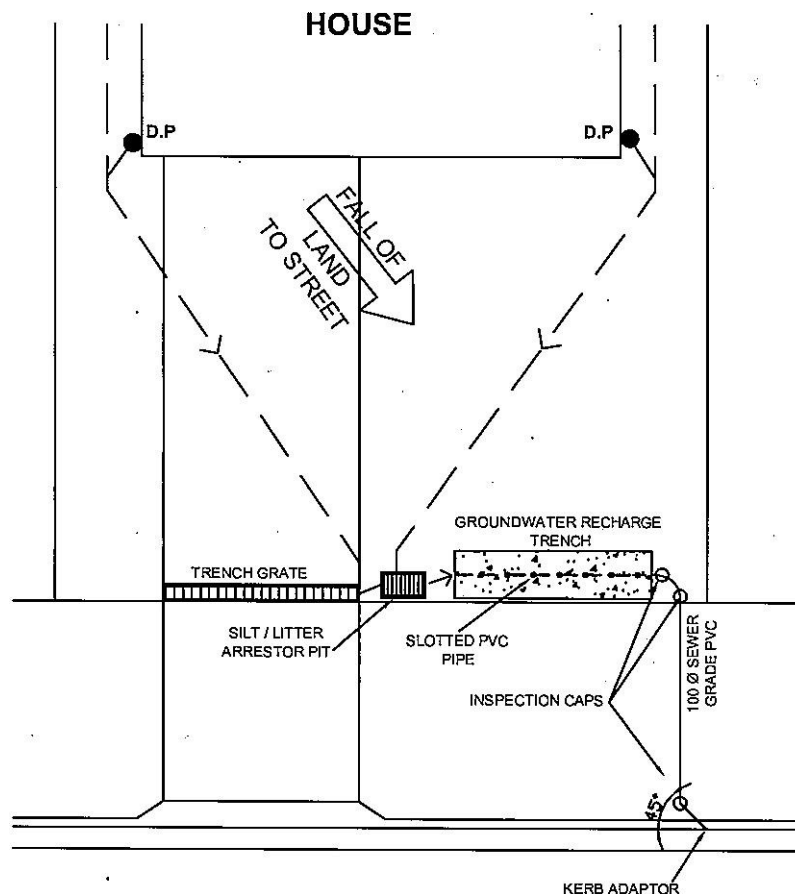 HOUSE
D.P
D.P
FALL OF
LAND
TO STREET
GROUNDWATER RECHARGE
TRENCH
TRENCH GRATE
SILT / LITTER
ARRESTOR PIT
SLOTTED PVC
PIPE
100 Ø SEWER
GRADE PVC
INSPECTION CAPS
45°
KERB ADAPTOR